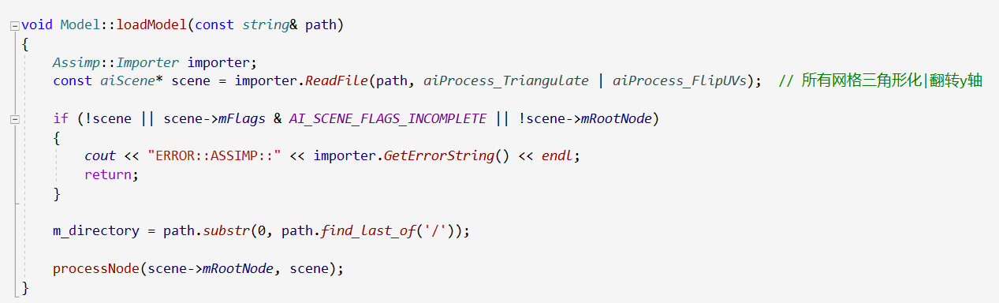 void Model::loadModel(const string& path)
{
    Assimp::Importer importer;
    const aiScene* scene = importer.ReadFile(path, aiProcess_Triangulate | aiProcess_FlipUVs);  // 所有网格三角形化|翻转y轴
    if (!scene || scene->mFlags & AI_SCENE_FLAGS_INCOMPLETE || !scene->mRootNode)
    {
        cout << "ERROR::ASSIMP::" << importer.GetErrorString() << endl;
        return;
    }
    m_directory = path.substr(0, path.find_last_of('/'));
    processNode(scene->mRootNode, scene);
}